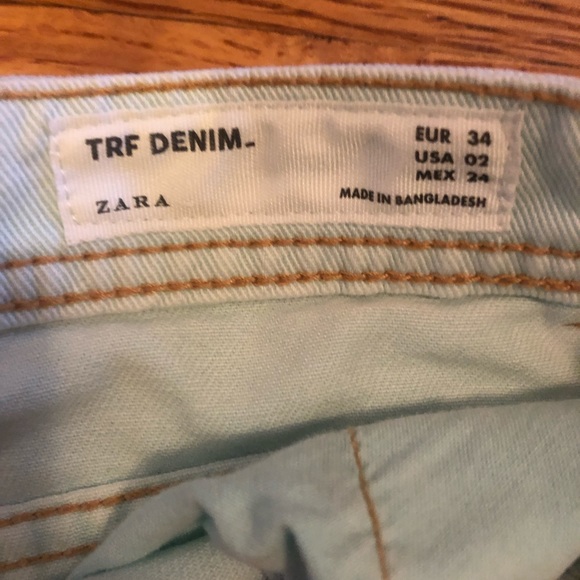 TRF DENIM-
ZARA
EUR 34
USA 02
MEX 24
MADE IN BANGLADESH